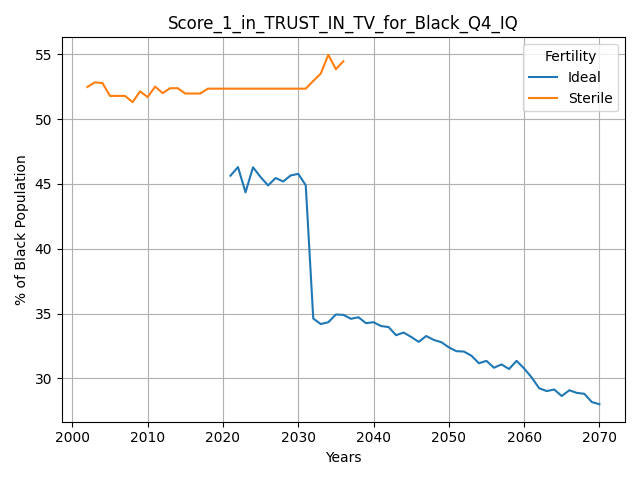 Score_1_in_TRUST_IN_TV_for_Black_Q4_IQ
Fertility
Ideal
Sterile
% of Black Population
55
50
45
40
35
30
2000 2010 2020 2030 2040 2050 2060 2070
Years